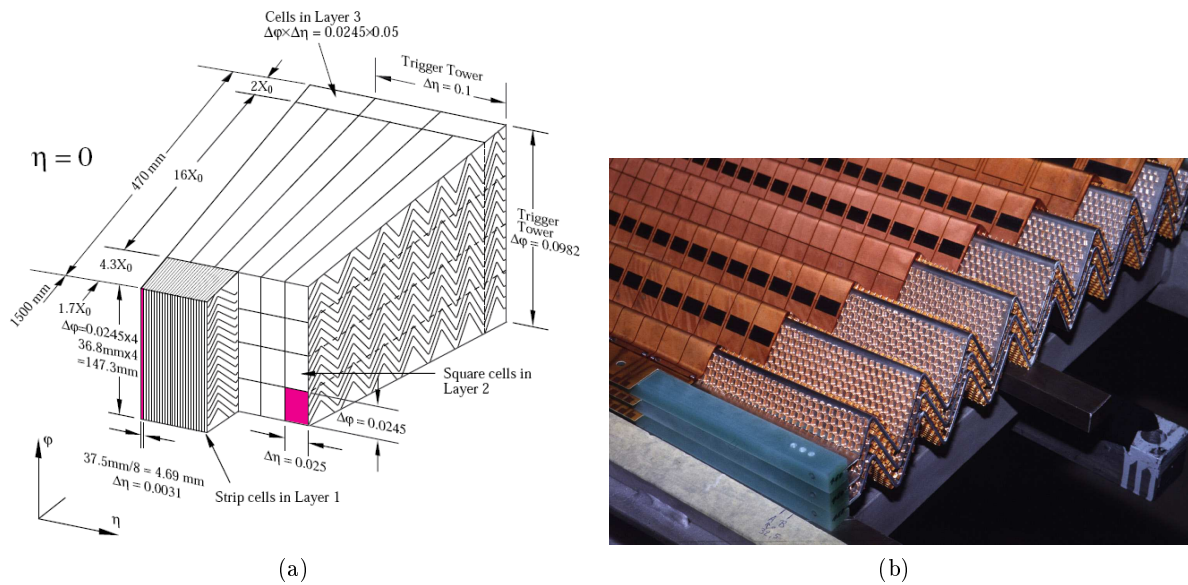 Cells in Layer 3
Δφ×Δη = 0.0245×0.05
Trigger Tower
Δη = 0.1
2X₀
η = 0
470 mm
16X₀
Trigger
Tower
Δφ = 0.0982
4.3X₀
1500 mm
1.7X₀
Δφ=0.0245x4
36.8mmx4
=147.3mm
Square cells in
Layer 2
Δφ = 0.0245
Δη = 0.025
φ
37.5mm/8 = 4.69 mm
Δη = 0.0031
Strip cells in Layer 1
η
(a)
(b)